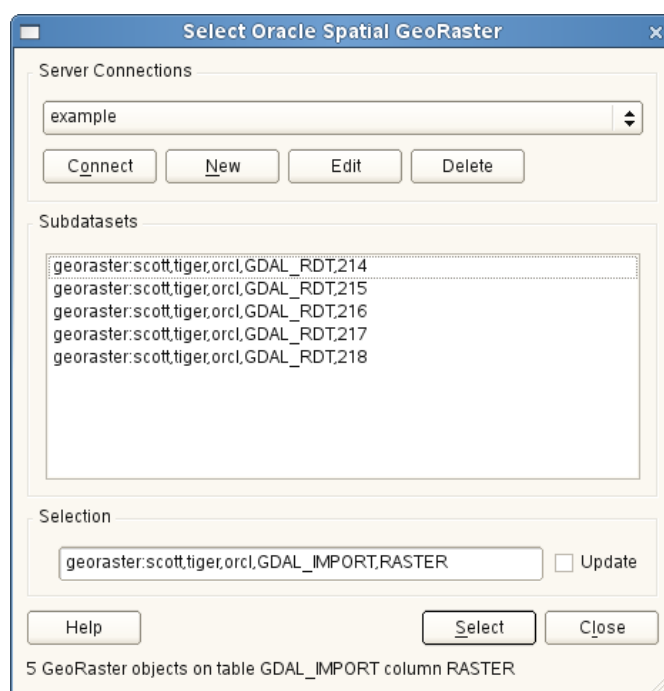 Select Oracle Spatial GeoRaster
Server Connections
example
Connect New Edit Delete
Subdatasets
georaster:scott,tiger,orcl,GDAL_RDT,214
georaster:scott,tiger,orcl,GDAL_RDT,215
georaster:scott,tiger,orcl,GDAL_RDT,216
georaster:scott,tiger,orcl,GDAL_RDT,217
georaster:scott,tiger,orcl,GDAL_RDT,218
Selection
georaster:scott,tiger,orcl,GDAL_IMPORT,RASTER Update
Help Select Close
5 GeoRaster objects on table GDAL_IMPORT column RASTER